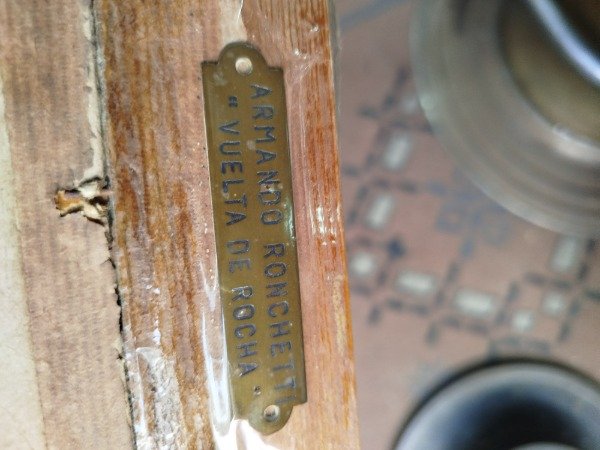 ARMANDO RONCHETTI
"VUELTA DE ROCHA"